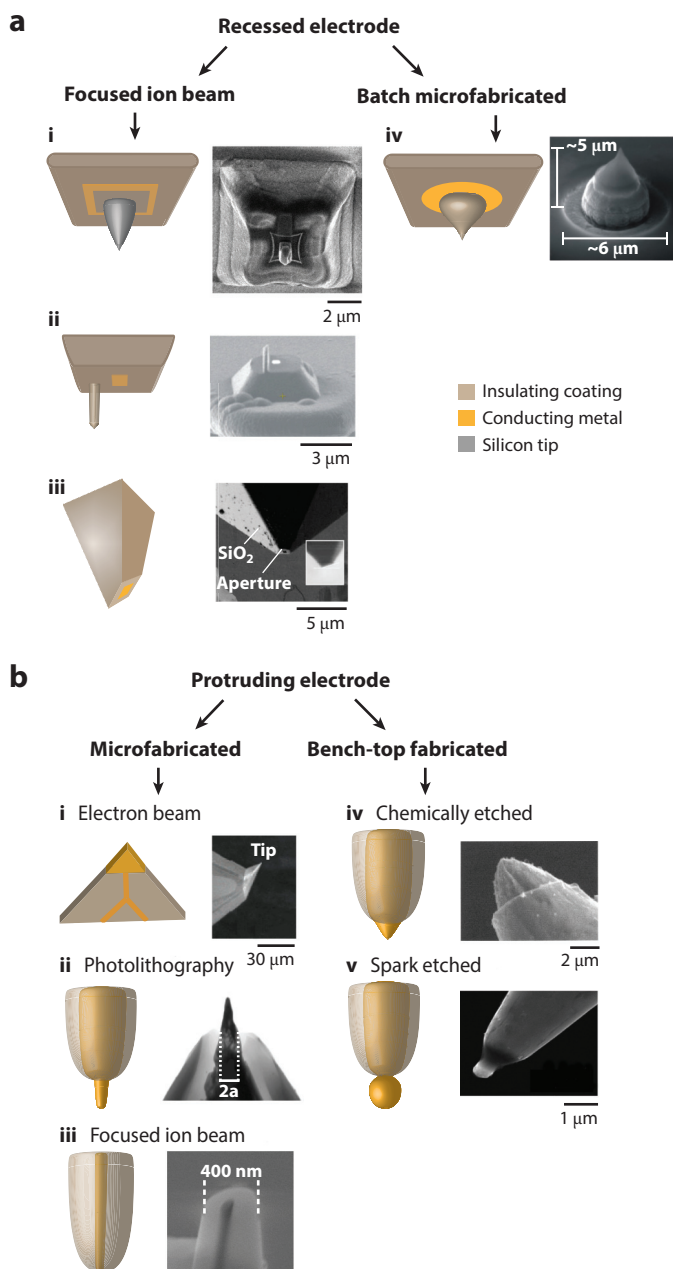 a
Recessed electrode
Focused ion beam
Batch microfabricated
i
iv
~5 μm
~6 μm
2 μm
ii
3 μm
Insulating coating
Conducting metal
Silicon tip
iii
SiO₂
Aperture
5 μm
b
Protruding electrode
Microfabricated
Bench-top fabricated
i Electron beam
iv Chemically etched
Tip
30 μm
2 μm
ii Photolithography
v Spark etched
2a
1 μm
iii Focused ion beam
400 nm